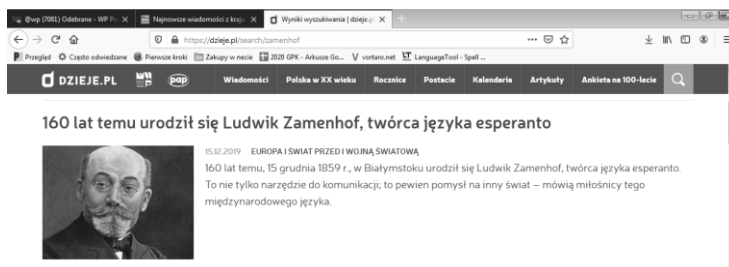 @wp (7081) Odebrane - WP Po
Najnowsze wiadomości z kraju
Wyniki wyszukiwania | dzieje.pl
https://dzieje.pl/search/zamenhof
Przegląd Często odwiedzane Pierwsze kroki Zakupy w necie 2020 GPK - Arkusze Go... vortaro.net LanguageTool - Spell ...
DZIEJE.PL pap Wiadomości Polska w XX wieku Rocznice Postacie Kalendaria Artykuły Ankieta na 100-lecie
160 lat temu urodził się Ludwik Zamenhof, twórca języka esperanto
15.12.2019 EUROPA I ŚWIAT PRZED I WOJNĄ ŚWIATOWĄ
160 lat temu, 15 grudnia 1859 r., w Białymstoku urodził się Ludwik Zamenhof, twórca języka esperanto.
To nie tylko narzędzie do komunikacji; to pewien pomysł na inny świat – mówią miłośnicy tego
międzynarodowego języka.